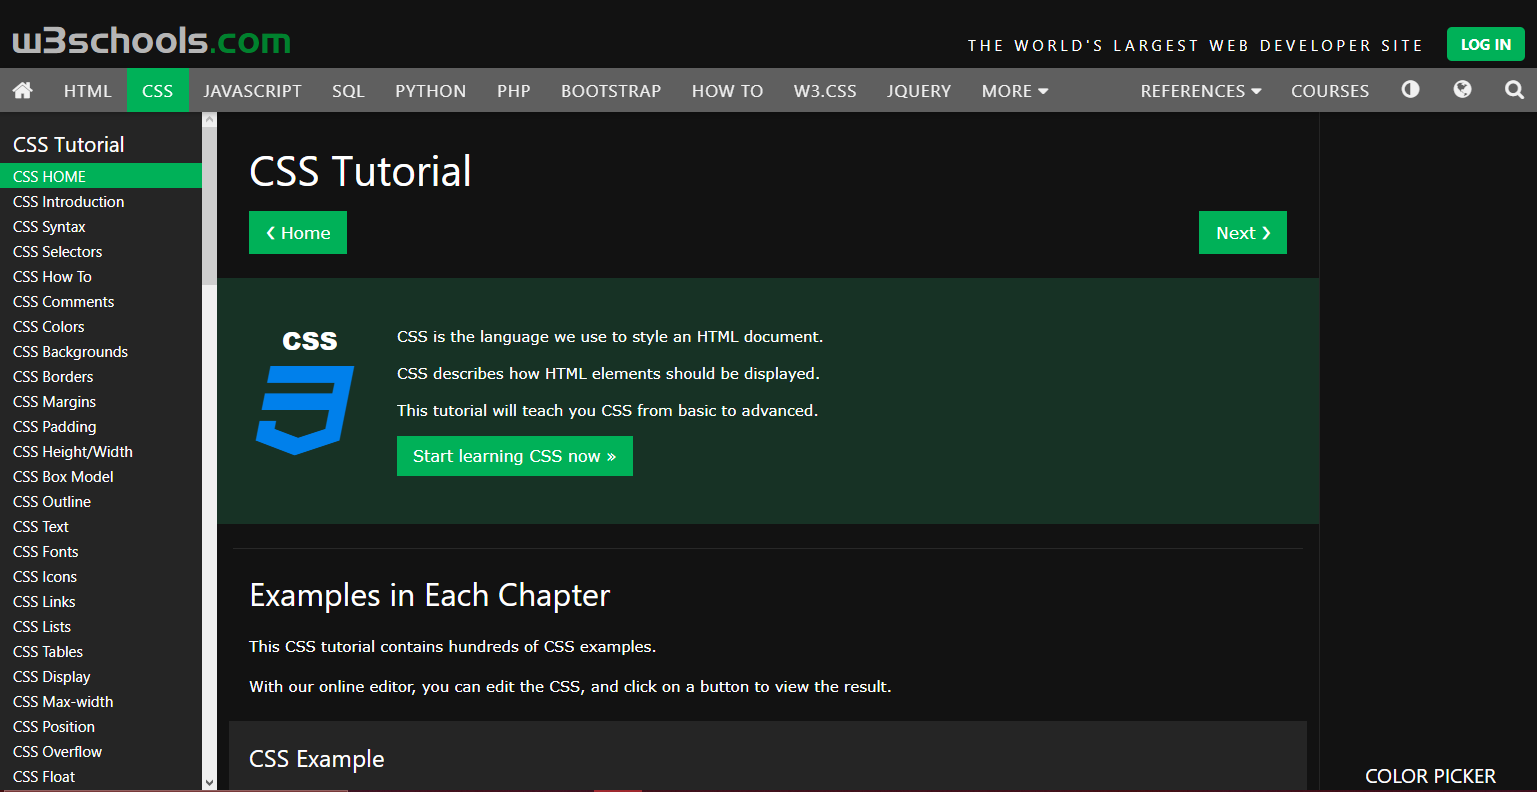 w3schools.com
THE WORLD'S LARGEST WEB DEVELOPER SITE
LOG IN
HTML CSS JAVASCRIPT SQL PYTHON PHP BOOTSTRAP HOW TO W3.CSS JQUERY MORE REFERENCES COURSES
CSS Tutorial
CSS HOME
CSS Introduction
CSS Syntax
CSS Selectors
CSS How To
CSS Comments
CSS Colors
CSS Backgrounds
CSS Borders
CSS Margins
CSS Padding
CSS Height/Width
CSS Box Model
CSS Outline
CSS Text
CSS Fonts
CSS Icons
CSS Links
CSS Lists
CSS Tables
CSS Display
CSS Max-width
CSS Position
CSS Overflow
CSS Float
CSS Tutorial
❮ Home
Next ❯
CSS
CSS is the language we use to style an HTML document.
CSS describes how HTML elements should be displayed.
This tutorial will teach you CSS from basic to advanced.
Start learning CSS now »
Examples in Each Chapter
This CSS tutorial contains hundreds of CSS examples.
With our online editor, you can edit the CSS, and click on a button to view the result.
CSS Example
COLOR PICKER